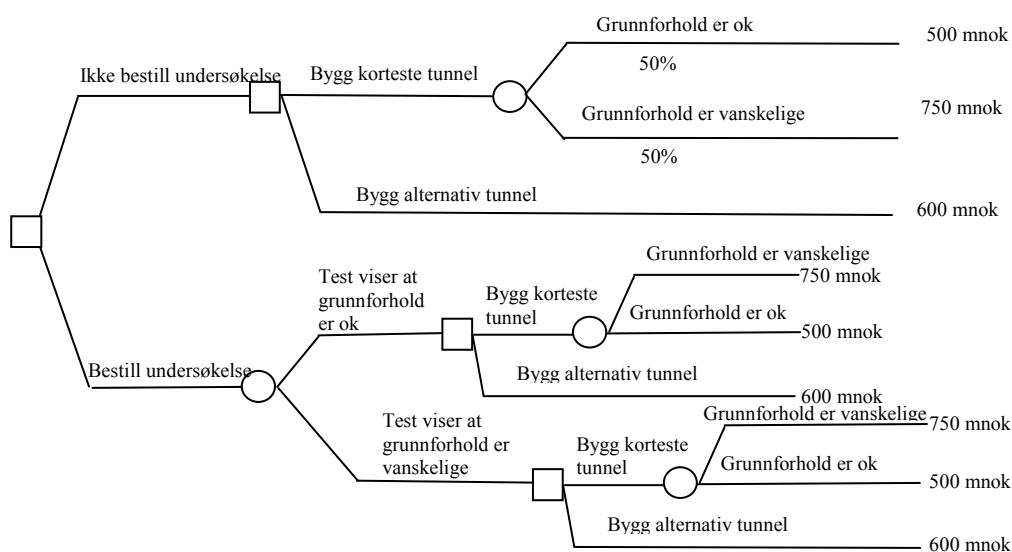 Grunnforhold er ok
500 mnok
Ikke bestill undersøkelse
Bygg korteste tunnel
50%
Grunnforhold er vanskelige
750 mnok
50%
Bygg alternativ tunnel
600 mnok
Grunnforhold er vanskelige
750 mnok
Test viser at
grunnforhold
er ok
Bygg korteste
tunnel
Grunnforhold er ok
500 mnok
Bestill undersøkelse
Bygg alternativ tunnel
600 mnok
Grunnforhold er vanskelige
750 mnok
Test viser at
grunnforhold er
vanskelige
Bygg korteste
tunnel
Grunnforhold er ok
500 mnok
Bygg alternativ tunnel
600 mnok